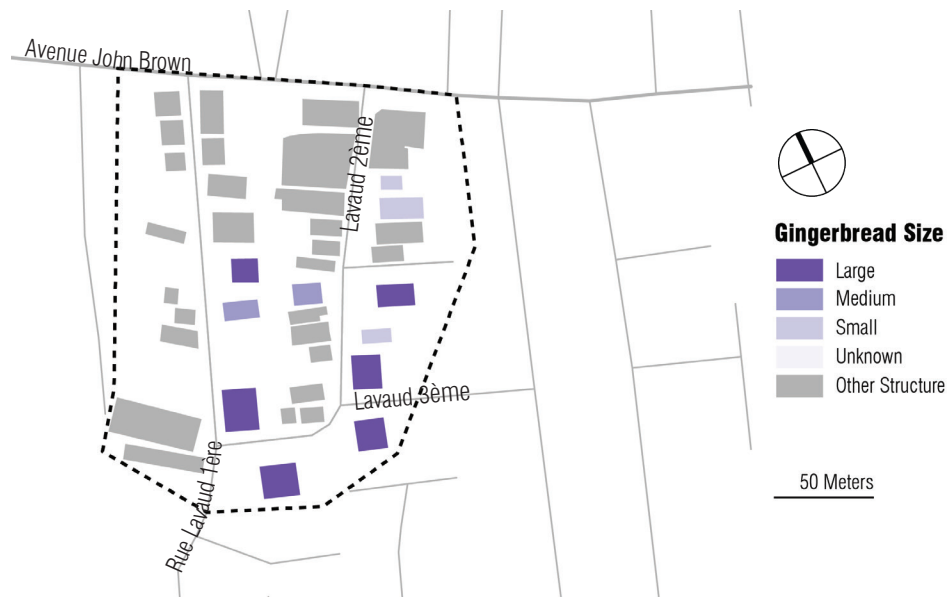 Avenue John Brown
Lavaud 2ème
Lavaud 3ème
Rue Lavaud 1ère
Gingerbread Size
Large
Medium
Small
Unknown
Other Structure
50 Meters